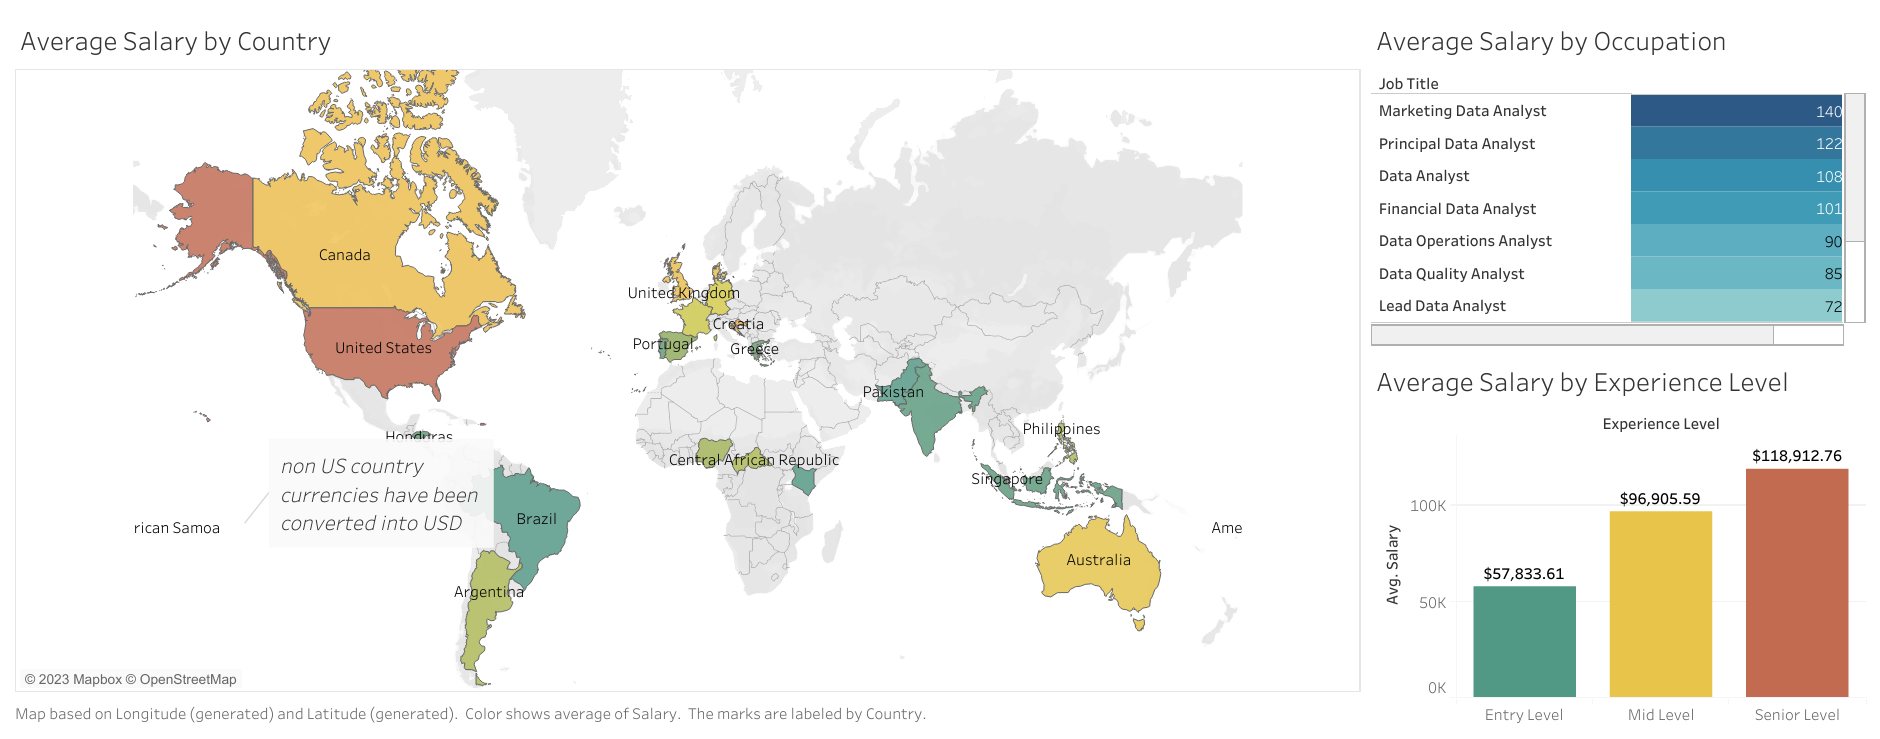 Average Salary by Country
Canada
United States
Honduras
non US country
currencies have been
converted into USD
rican Samoa
Brazil
Argentina
United Kingdom
Croatia
Portugal
Greece
Pakistan
Philippines
Central African Republic
Singapore
Ame
Australia
© 2023 Mapbox © OpenStreetMap
Map based on Longitude (generated) and Latitude (generated). Color shows average of Salary. The marks are labeled by Country.
Average Salary by Occupation
Job Title
Marketing Data Analyst 140
Principal Data Analyst 122
Data Analyst 108
Financial Data Analyst 101
Data Operations Analyst 90
Data Quality Analyst 85
Lead Data Analyst 72
Average Salary by Experience Level
Experience Level
Avg. Salary
100K
50K
0K
$57,833.61
$96,905.59
$118,912.76
Entry Level
Mid Level
Senior Level